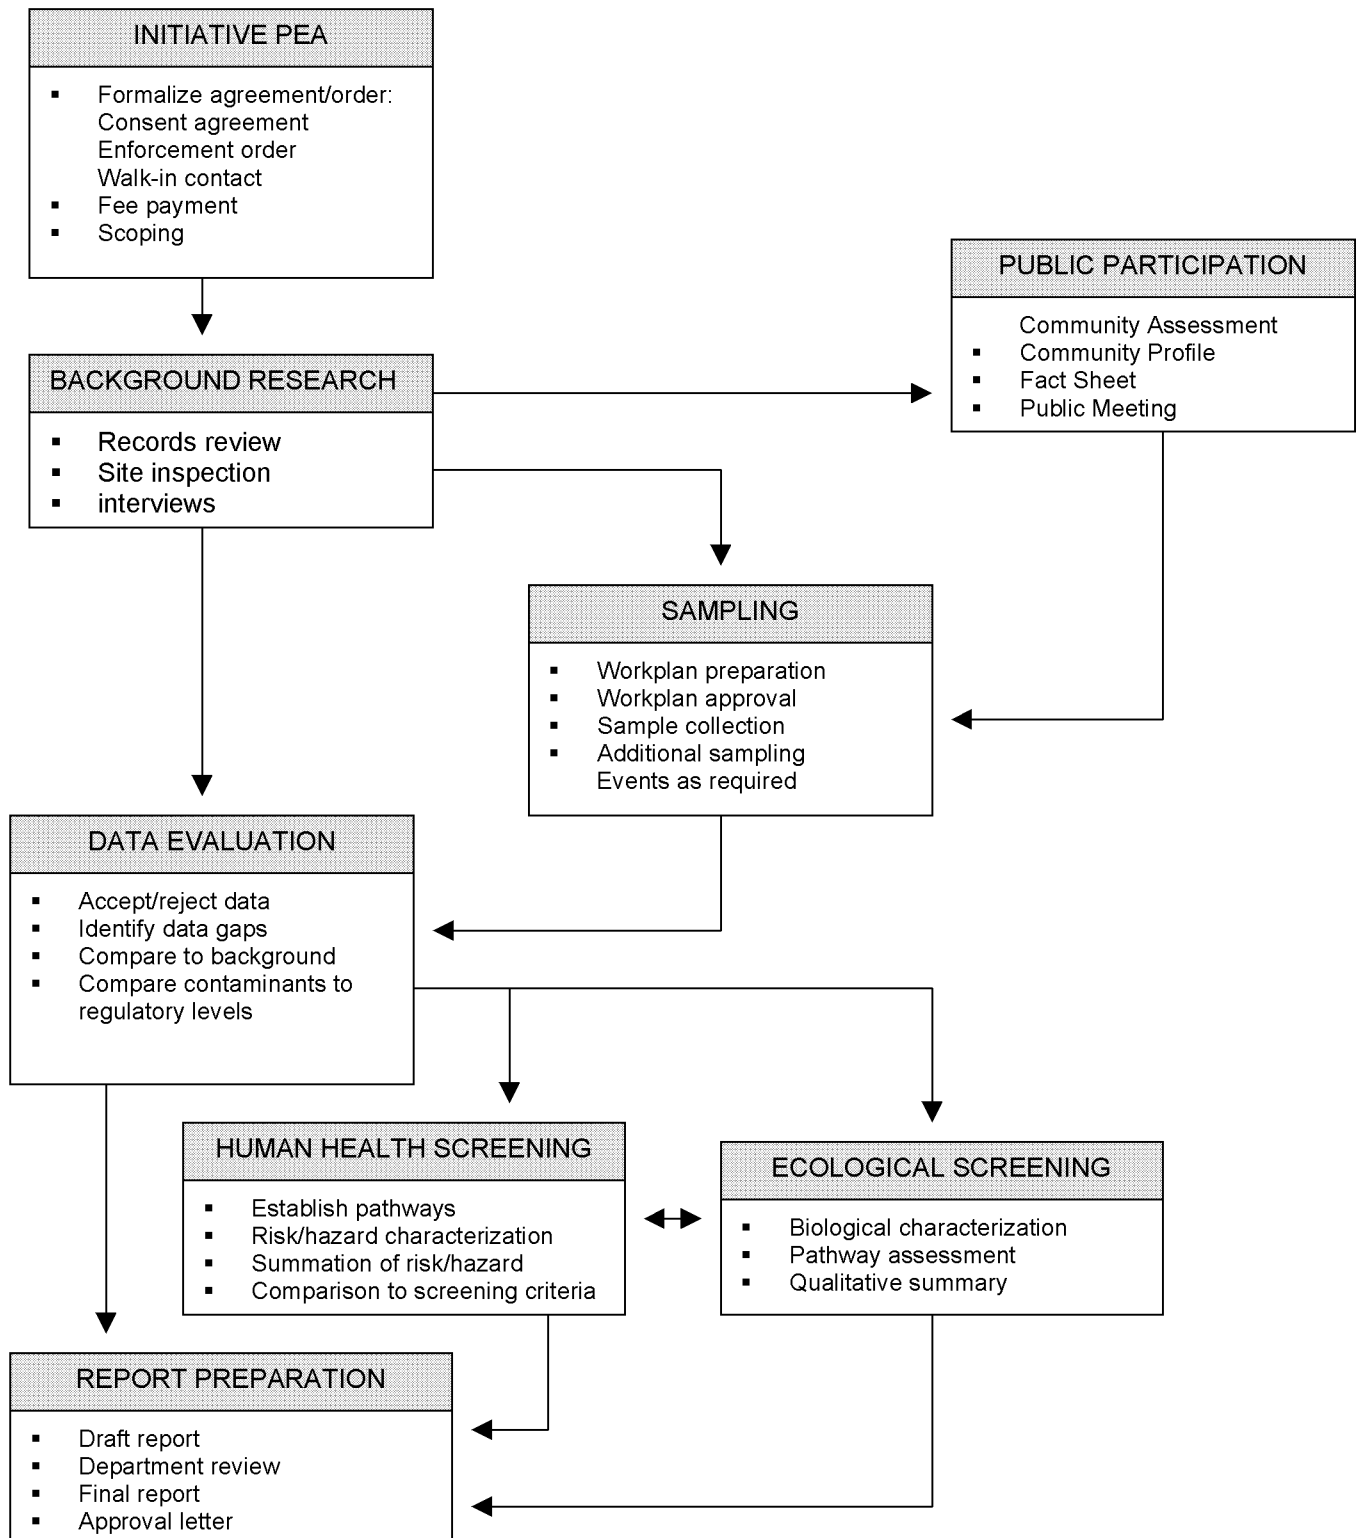 INITIATIVE PEA
▪ Formalize agreement/order:
Consent agreement
Enforcement order
Walk-in contact
▪ Fee payment
▪ Scoping
PUBLIC PARTICIPATION
Community Assessment
▪ Community Profile
▪ Fact Sheet
▪ Public Meeting
BACKGROUND RESEARCH
▪ Records review
▪ Site inspection
▪ interviews
SAMPLING
▪ Workplan preparation
▪ Workplan approval
▪ Sample collection
▪ Additional sampling
Events as required
DATA EVALUATION
▪ Accept/reject data
▪ Identify data gaps
▪ Compare to background
▪ Compare contaminants to
regulatory levels
HUMAN HEALTH SCREENING
▪ Establish pathways
▪ Risk/hazard characterization
▪ Summation of risk/hazard
▪ Comparison to screening criteria
ECOLOGICAL SCREENING
▪ Biological characterization
▪ Pathway assessment
▪ Qualitative summary
REPORT PREPARATION
▪ Draft report
▪ Department review
▪ Final report
▪ Approval letter